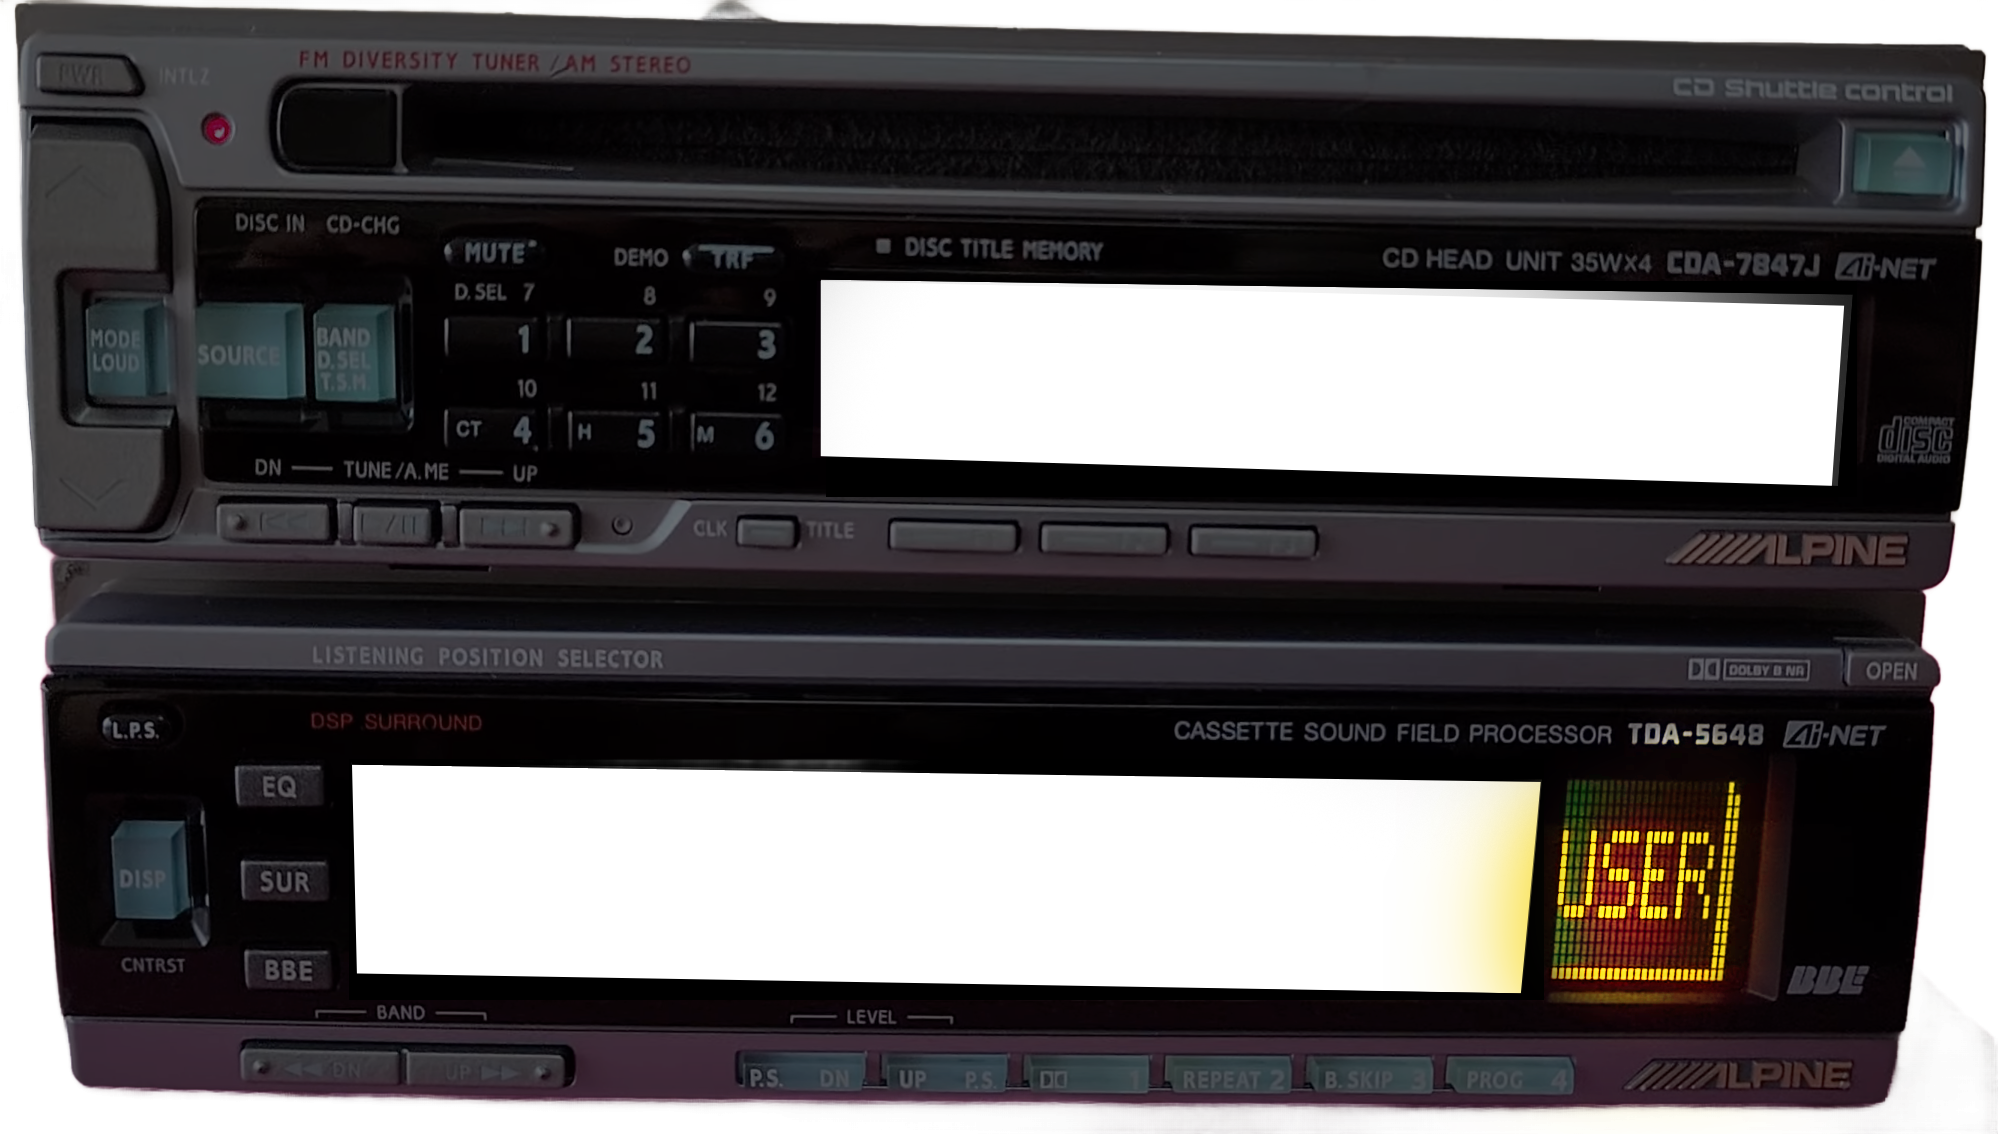 PWR INTLZ
FM DIVERSITY TUNER / AM STEREO
CD Shuttle control
DISC IN CD-CHG
MUTE DEMO TRF
DISC TITLE MEMORY
CD HEAD UNIT 35WX4 CDA-7847J Ai-NET
D.SEL 7 8 9
MODE
LOUD
SOURCE
BAND
D.SEL
T.S.M.
1 2 3
10 11 12
CT 4 H 5 M 6
COMPACT
disc
DIGITAL AUDIO
DN TUNE/A.ME UP
CLK TITLE
ALPINE
LISTENING POSITION SELECTOR
DOLBY B NR
OPEN
L.P.S.
DSP SURROUND
CASSETTE SOUND FIELD PROCESSOR TDA-5648 Ai-NET
EQ
DISP
SUR
USER
CNTRST
BBE
BBE
BAND
LEVEL
DN UP
P.S. DN UP P.S. 1 REPEAT 2 B.SKIP 3 PROG 4
ALPINE